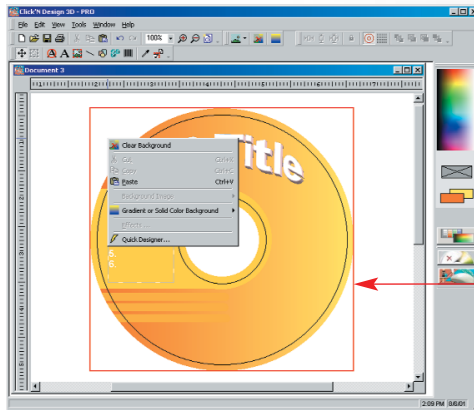 Click'N Design 3D - PRO
File Edit View Tools Window Help
100%
Document 3
Title
Clear Background
Cut Ctrl+X
Copy Ctrl+C
Paste Ctrl+V
Background Image
Gradient or Solid Color Background
Effects...
Quick Designer...
5.
6.
2:09 PM 8/6/01